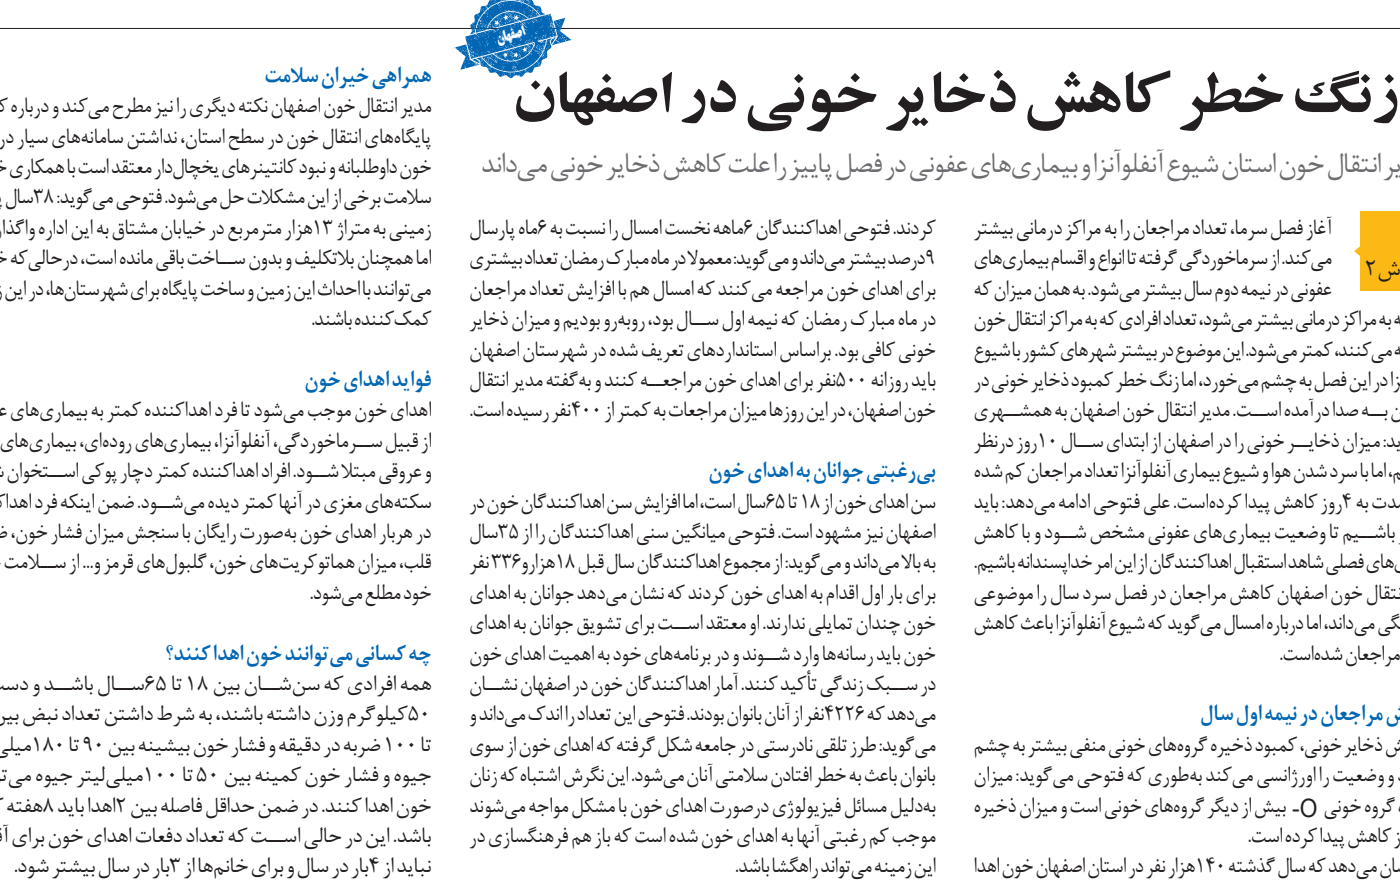 اصفهان
زنگ خطر کاهش ذخایر خونی در اصفهان
انتقال خون استان شیوع آنفلوآنزا و بیماری‌های عفونی در فصل پاییز را علت کاهش ذخایر خونی می‌داند
۲
آغاز فصل سرما، تعداد مراجعان را به مراکز درمانی بیشتر
می‌کند. از سرماخوردگی گرفته تا انواع و اقسام بیماری‌های
عفونی در نیمه دوم سال بیشتر می‌شود. به همان میزان که
به مراکز درمانی بیشتر می‌شود، تعداد افرادی که به مراکز انتقال خون
می‌کنند، کمتر می‌شود. این موضوع در بیشتر شهرهای کشور با شیوع
در این فصل به چشم می‌خورد، اما زنگ خطر کمبود ذخایر خونی در
به صدا درآمده است. مدیر انتقال خون اصفهان به همشهری
میزان ذخایر خونی را در اصفهان از ابتدای سال ۱۰روز درنظر
اما با سرد شدن هوا و شیوع بیماری آنفلوآنزا تعداد مراجعان کم شده
به ۴روز کاهش پیدا کرده‌است. علی فتوحی ادامه می‌دهد: باید
باشیم تا وضعیت بیماری‌های عفونی مشخص شود و با کاهش
فصلی شاهد استقبال اهداکنندگان از این امر خداپسندانه باشیم.
خون اصفهان کاهش مراجعان در فصل سرد سال را موضوعی
می‌داند، اما درباره امسال می‌گوید که شیوع آنفلوآنزا باعث کاهش
مراجعان شده‌است.
مراجعان در نیمه اول سال
ذخایر خونی، کمبود ذخیره گروه‌های خونی منفی بیشتر به چشم
و وضعیت را اورژانسی می‌کند به‌طوری که فتوحی می‌گوید: میزان
گروه خونی O- بیش از دیگر گروه‌های خونی است و میزان ذخیره
کاهش پیدا کرده است.
می‌دهد که سال گذشته ۱۴۰هزار نفر در استان اصفهان خون اهدا
کردند. فتوحی اهداکنندگان ۶ماهه نخست امسال را نسبت به ۶ماه پارسال
۹درصد بیشتر می‌داند و می‌گوید: معمولا در ماه مبارک رمضان تعداد بیشتری
برای اهدای خون مراجعه می‌کنند که امسال هم با افزایش تعداد مراجعان
در ماه مبارک رمضان که نیمه اول سال بود، روبه‌رو بودیم و میزان ذخایر
خونی کافی بود. براساس استانداردهای تعریف شده در شهرستان اصفهان
باید روزانه ۵۰۰نفر برای اهدای خون مراجعه کنند و به گفته مدیر انتقال
خون اصفهان، در این روزها میزان مراجعات به کمتر از ۴۰۰نفر رسیده است.
بی‌رغبتی جوانان به اهدای خون
سن اهدای خون از ۱۸ تا ۶۵سال است، اما افزایش سن اهداکنندگان خون در
اصفهان نیز مشهود است. فتوحی میانگین سنی اهداکنندگان را از ۳۵سال
به بالا می‌داند و می‌گوید: از مجموع اهداکنندگان سال قبل ۱۸هزارو۳۳۶نفر
برای بار اول اقدام به اهدای خون کردند که نشان می‌دهد جوانان به اهدای
خون چندان تمایلی ندارند. او معتقد است برای تشویق جوانان به اهدای
خون باید رسانه‌ها وارد شوند و در برنامه‌های خود به اهمیت اهدای خون
در سبک زندگی تأکید کنند. آمار اهداکنندگان خون در اصفهان نشان
می‌دهد که ۴۲۲۶نفر از آنان بانوان بودند. فتوحی این تعداد را اندک می‌داند و
می‌گوید: طرز تلقی نادرستی در جامعه شکل گرفته که اهدای خون از سوی
بانوان باعث به خطر افتادن سلامتی آنان می‌شود. این نگرش اشتباه که زنان
به‌دلیل مسائل فیزیولوژی درصورت اهدای خون با مشکل مواجه می‌شوند
موجب کم رغبتی آنها به اهدای خون شده است که باز هم فرهنگسازی در
این زمینه می‌تواند راهگشا باشد.
همراهی خیران سلامت
مدیر انتقال خون اصفهان نکته دیگری را نیز مطرح می‌کند و درباره
پایگاه‌های انتقال خون در سطح استان، نداشتن سامانه‌های سیار در
خون داوطلبانه و نبود کانتینرهای یخچال‌دار معتقد است با همکاری
سلامت برخی از این مشکلات حل می‌شود. فتوحی می‌گوید: ۳۸سال
زمینی به متراژ ۱۳هزار مترمربع در خیابان مشتاق به این اداره
اما همچنان بلاتکلیف و بدون ساخت باقی مانده است، درحالی‌که
می‌توانند با احداث این زمین و ساخت پایگاه برای شهرستان‌ها، در این
کمک‌کننده باشند.
فواید اهدای خون
اهدای خون موجب می‌شود تا فرد اهداکننده کمتر به بیماری‌های
از قبیل سرماخوردگی، آنفلوآنزا، بیماری‌های روده‌ای، بیماری‌های
و عروقی مبتلا شود. افراد اهداکننده کمتر دچار پوکی استخوان
سکته‌های مغزی در آنها کمتر دیده می‌شود. ضمن اینکه فرد
در هربار اهدای خون به‌صورت رایگان با سنجش میزان فشار خون،
قلب، میزان هماتوکریت‌های خون، گلبول‌های قرمز و... از سلامت
خود مطلع می‌شود.
چه کسانی می‌توانند خون اهدا کنند؟
همه افرادی که سن‌شان بین ۱۸ تا ۶۵سال باشد و
۵۰کیلوگرم وزن داشته باشند، به شرط داشتن تعداد نبض بین
تا ۱۰۰ ضربه در دقیقه و فشار خون بیشینه بین ۹۰ تا ۱۸۰
جیوه و فشار خون کمینه بین ۵۰ تا ۱۰۰میلی‌لیتر جیوه
خون اهدا کنند. در ضمن حداقل فاصله بین ۲اهدا باید ۸هفته
باشد. این در حالی است که تعداد دفعات اهدای خون برای
نباید از ۴بار در سال و برای خانم‌ها از ۳بار در سال بیشتر شود.